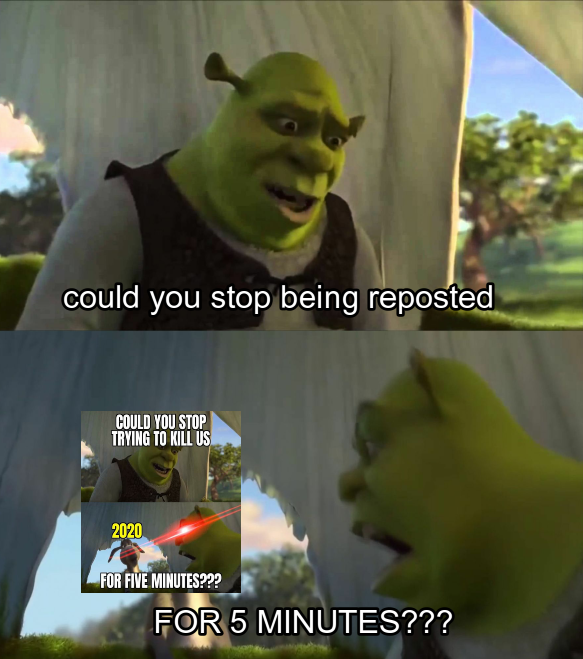 could you stop being reposted
COULD YOU STOP
TRYING TO KILL US
2020
FOR FIVE MINUTES???
FOR 5 MINUTES???